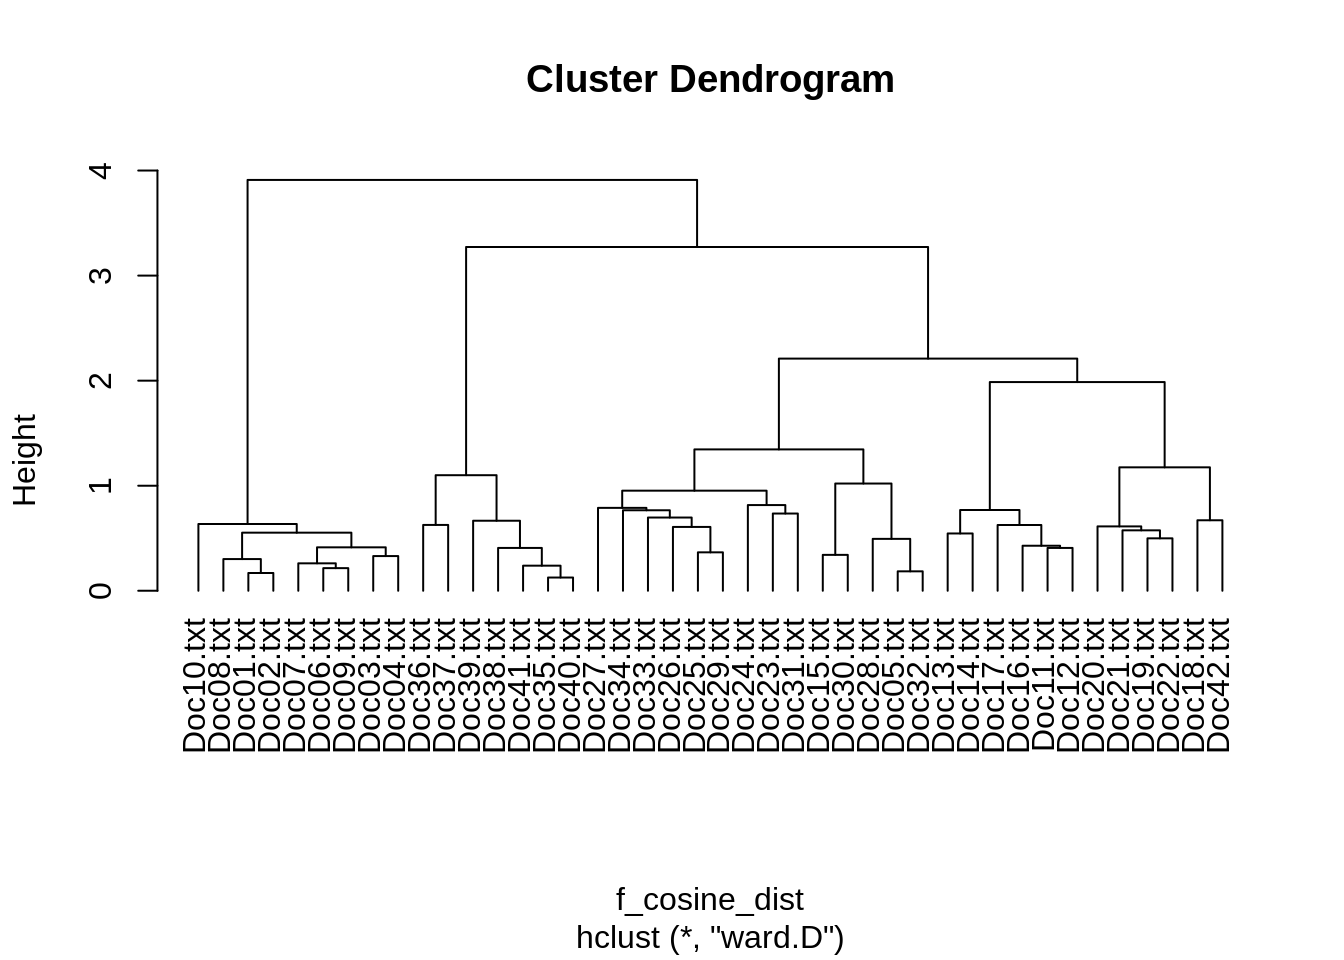 Cluster Dendrogram
Height
4
3
2
1
0
Doc10.txt
Doc08.txt
Doc01.txt
Doc02.txt
Doc07.txt
Doc06.txt
Doc09.txt
Doc03.txt
Doc04.txt
Doc36.txt
Doc37.txt
Doc39.txt
Doc38.txt
Doc41.txt
Doc35.txt
Doc40.txt
Doc27.txt
Doc34.txt
Doc33.txt
Doc26.txt
Doc25.txt
Doc29.txt
Doc24.txt
Doc23.txt
Doc31.txt
Doc15.txt
Doc30.txt
Doc28.txt
Doc05.txt
Doc32.txt
Doc13.txt
Doc14.txt
Doc17.txt
Doc16.txt
Doc11.txt
Doc12.txt
Doc20.txt
Doc21.txt
Doc19.txt
Doc22.txt
Doc18.txt
Doc42.txt
f_cosine_dist
hclust (*, "ward.D")